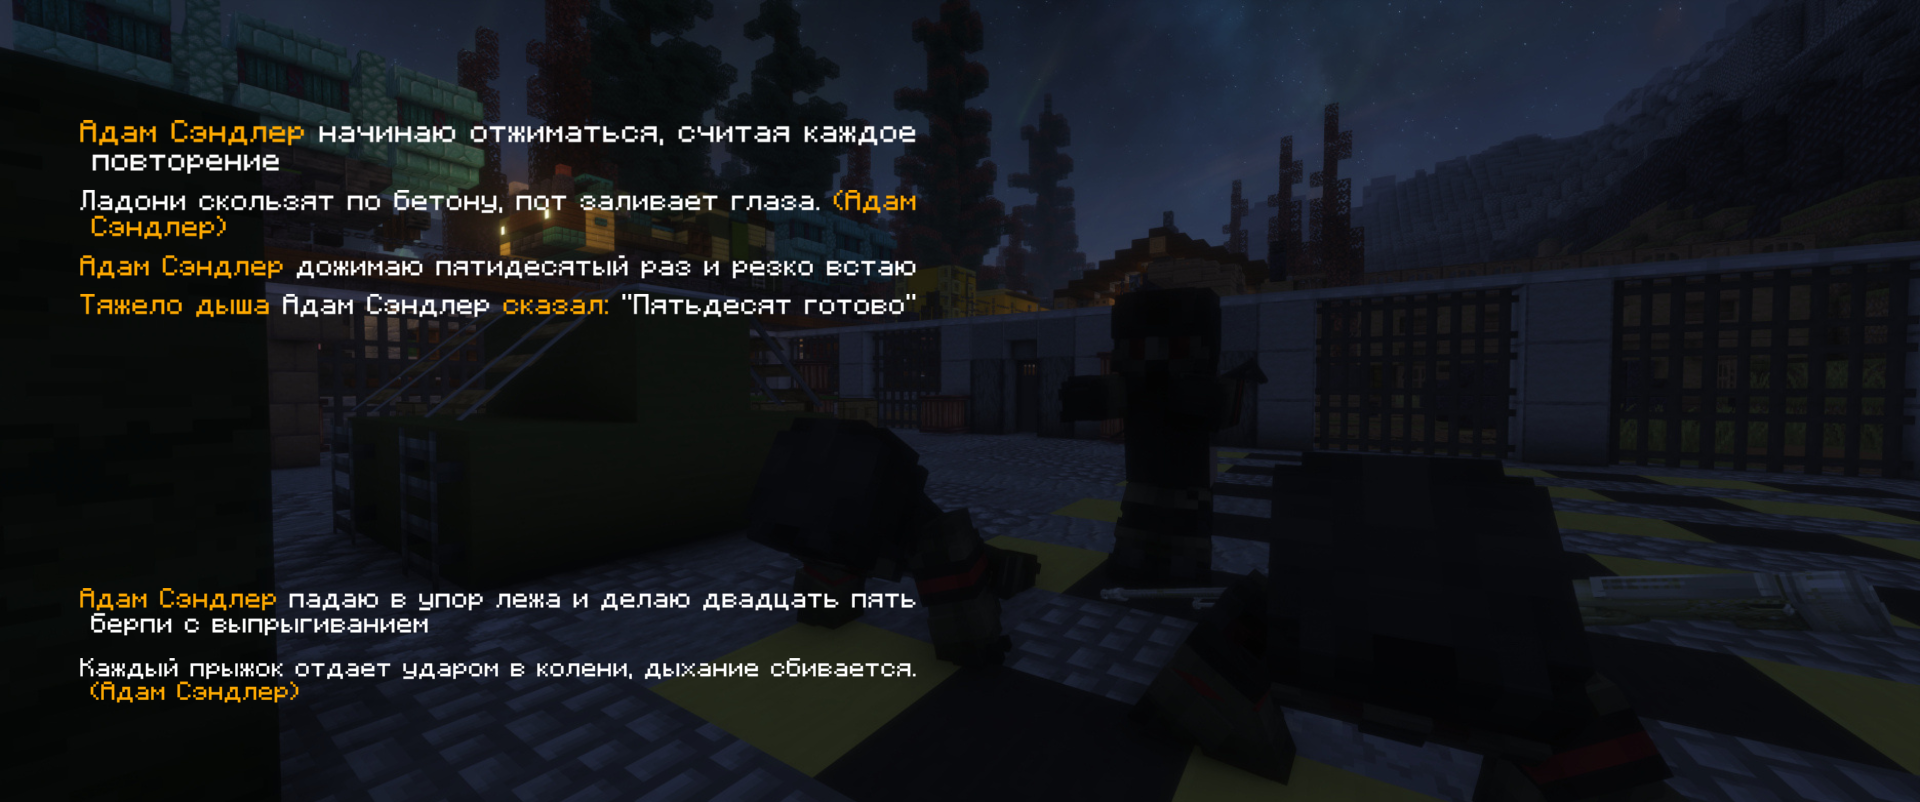 Адам Сэндлер начинаю отжиматься, считая каждое
повторение
Ладони скользят по бетону, пот заливает глаза. (Адам
Сэндлер)
Адам Сэндлер дожимаю пятидесятый раз и резко встаю
Тяжело дыша Адам Сэндлер сказал: "Пятьдесят готово"
Адам Сэндлер падаю в упор лежа и делаю двадцать пять
берпи с выпрыгиванием
Каждый прыжок отдает ударом в колени, дыхание сбивается.
(Адам Сэндлер)